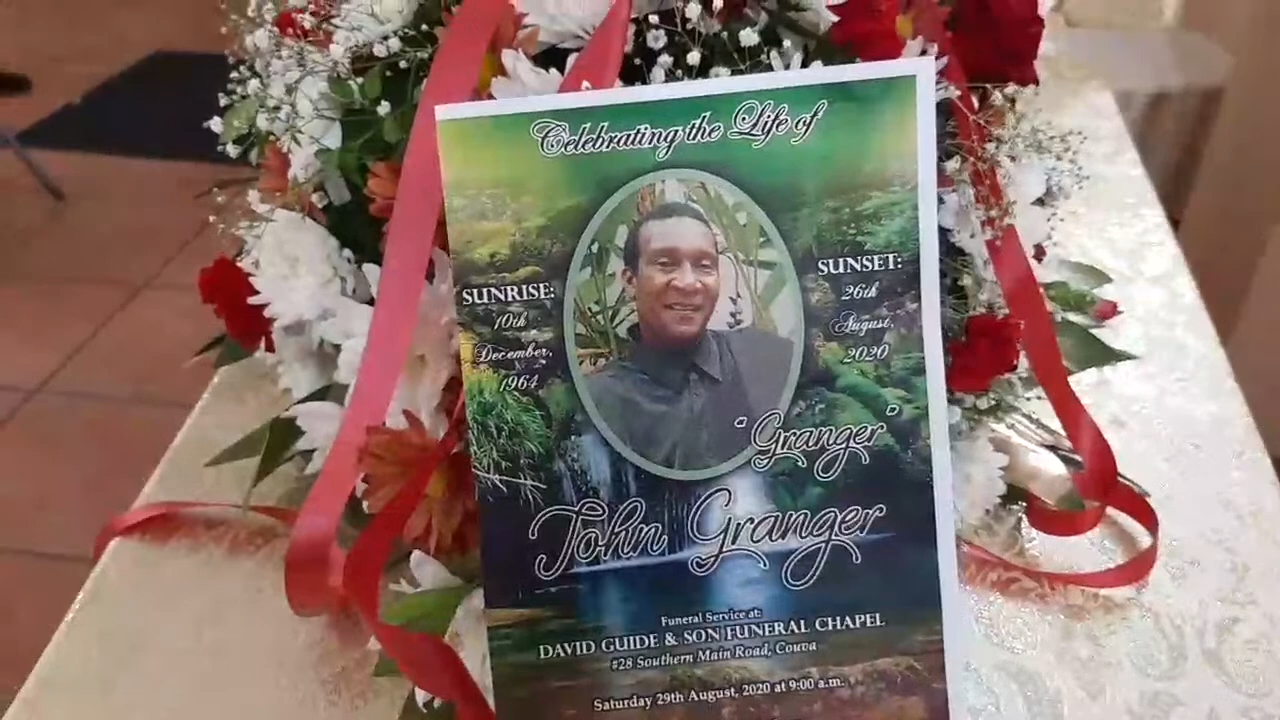 Celebrating the Life of
SUNRISE:
10th
December,
1964
SUNSET:
26th
August,
2020
"Granger"
John Granger
Funeral Service at:
DAVID GUIDE & SON FUNERAL CHAPEL
#28 Southern Main Road, Couva
Saturday 29th August, 2020 at 9:00 a.m.